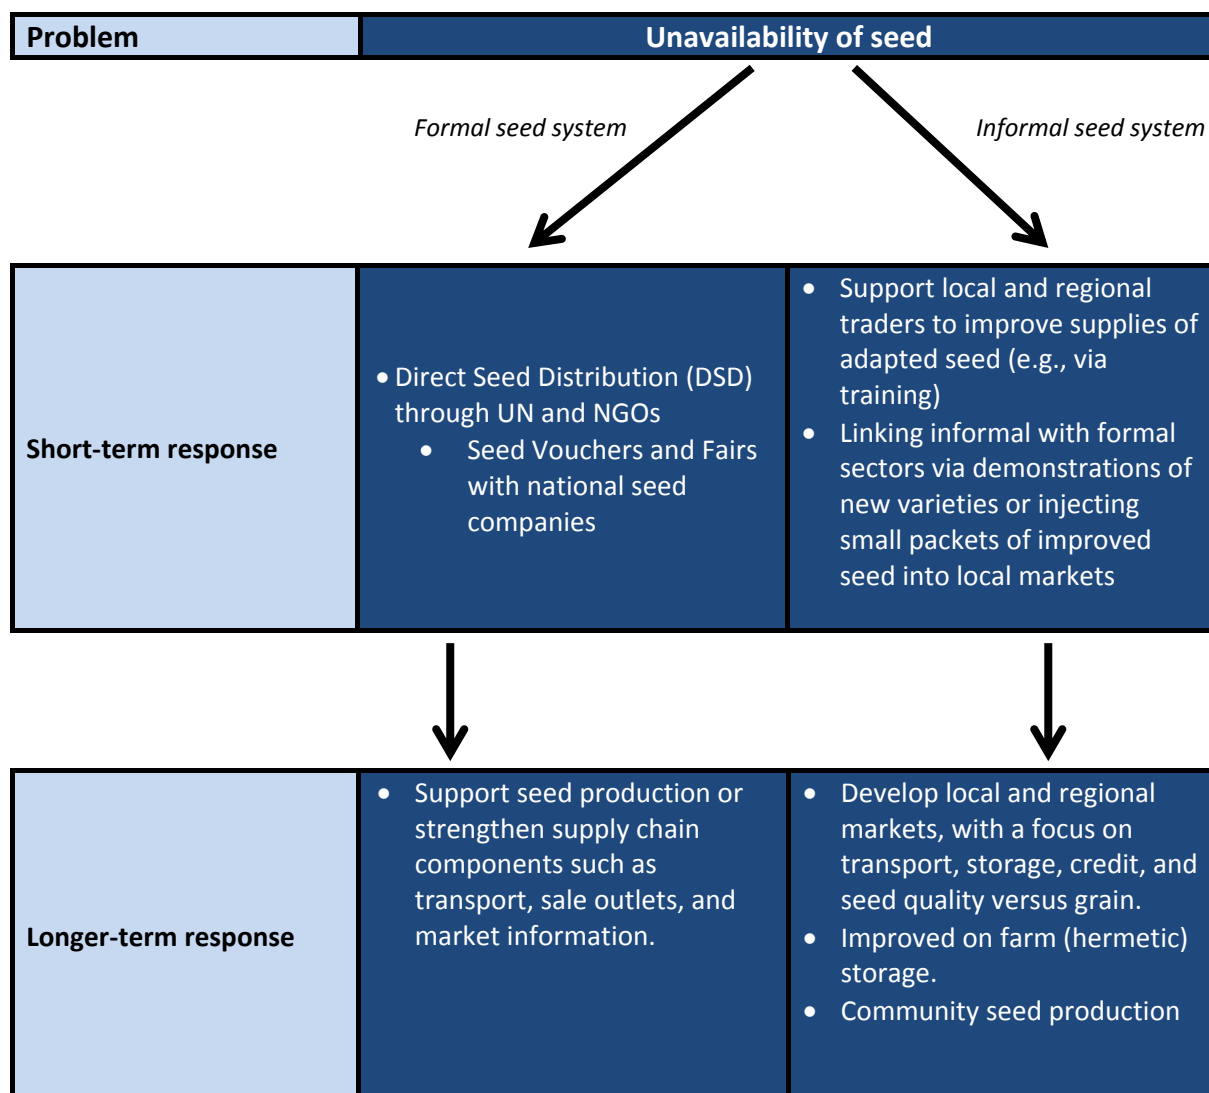 Problem
Unavailability of seed
Formal seed system
Informal seed system
Short-term response
• Direct Seed Distribution (DSD)
through UN and NGOs
• Seed Vouchers and Fairs
with national seed
companies
• Support local and regional
traders to improve supplies of
adapted seed (e.g., via
training)
• Linking informal with formal
sectors via demonstrations of
new varieties or injecting
small packets of improved
seed into local markets
Longer-term response
• Support seed production or
strengthen supply chain
components such as
transport, sale outlets, and
market information.
• Develop local and regional
markets, with a focus on
transport, storage, credit, and
seed quality versus grain.
• Improved on farm (hermetic)
storage.
• Community seed production